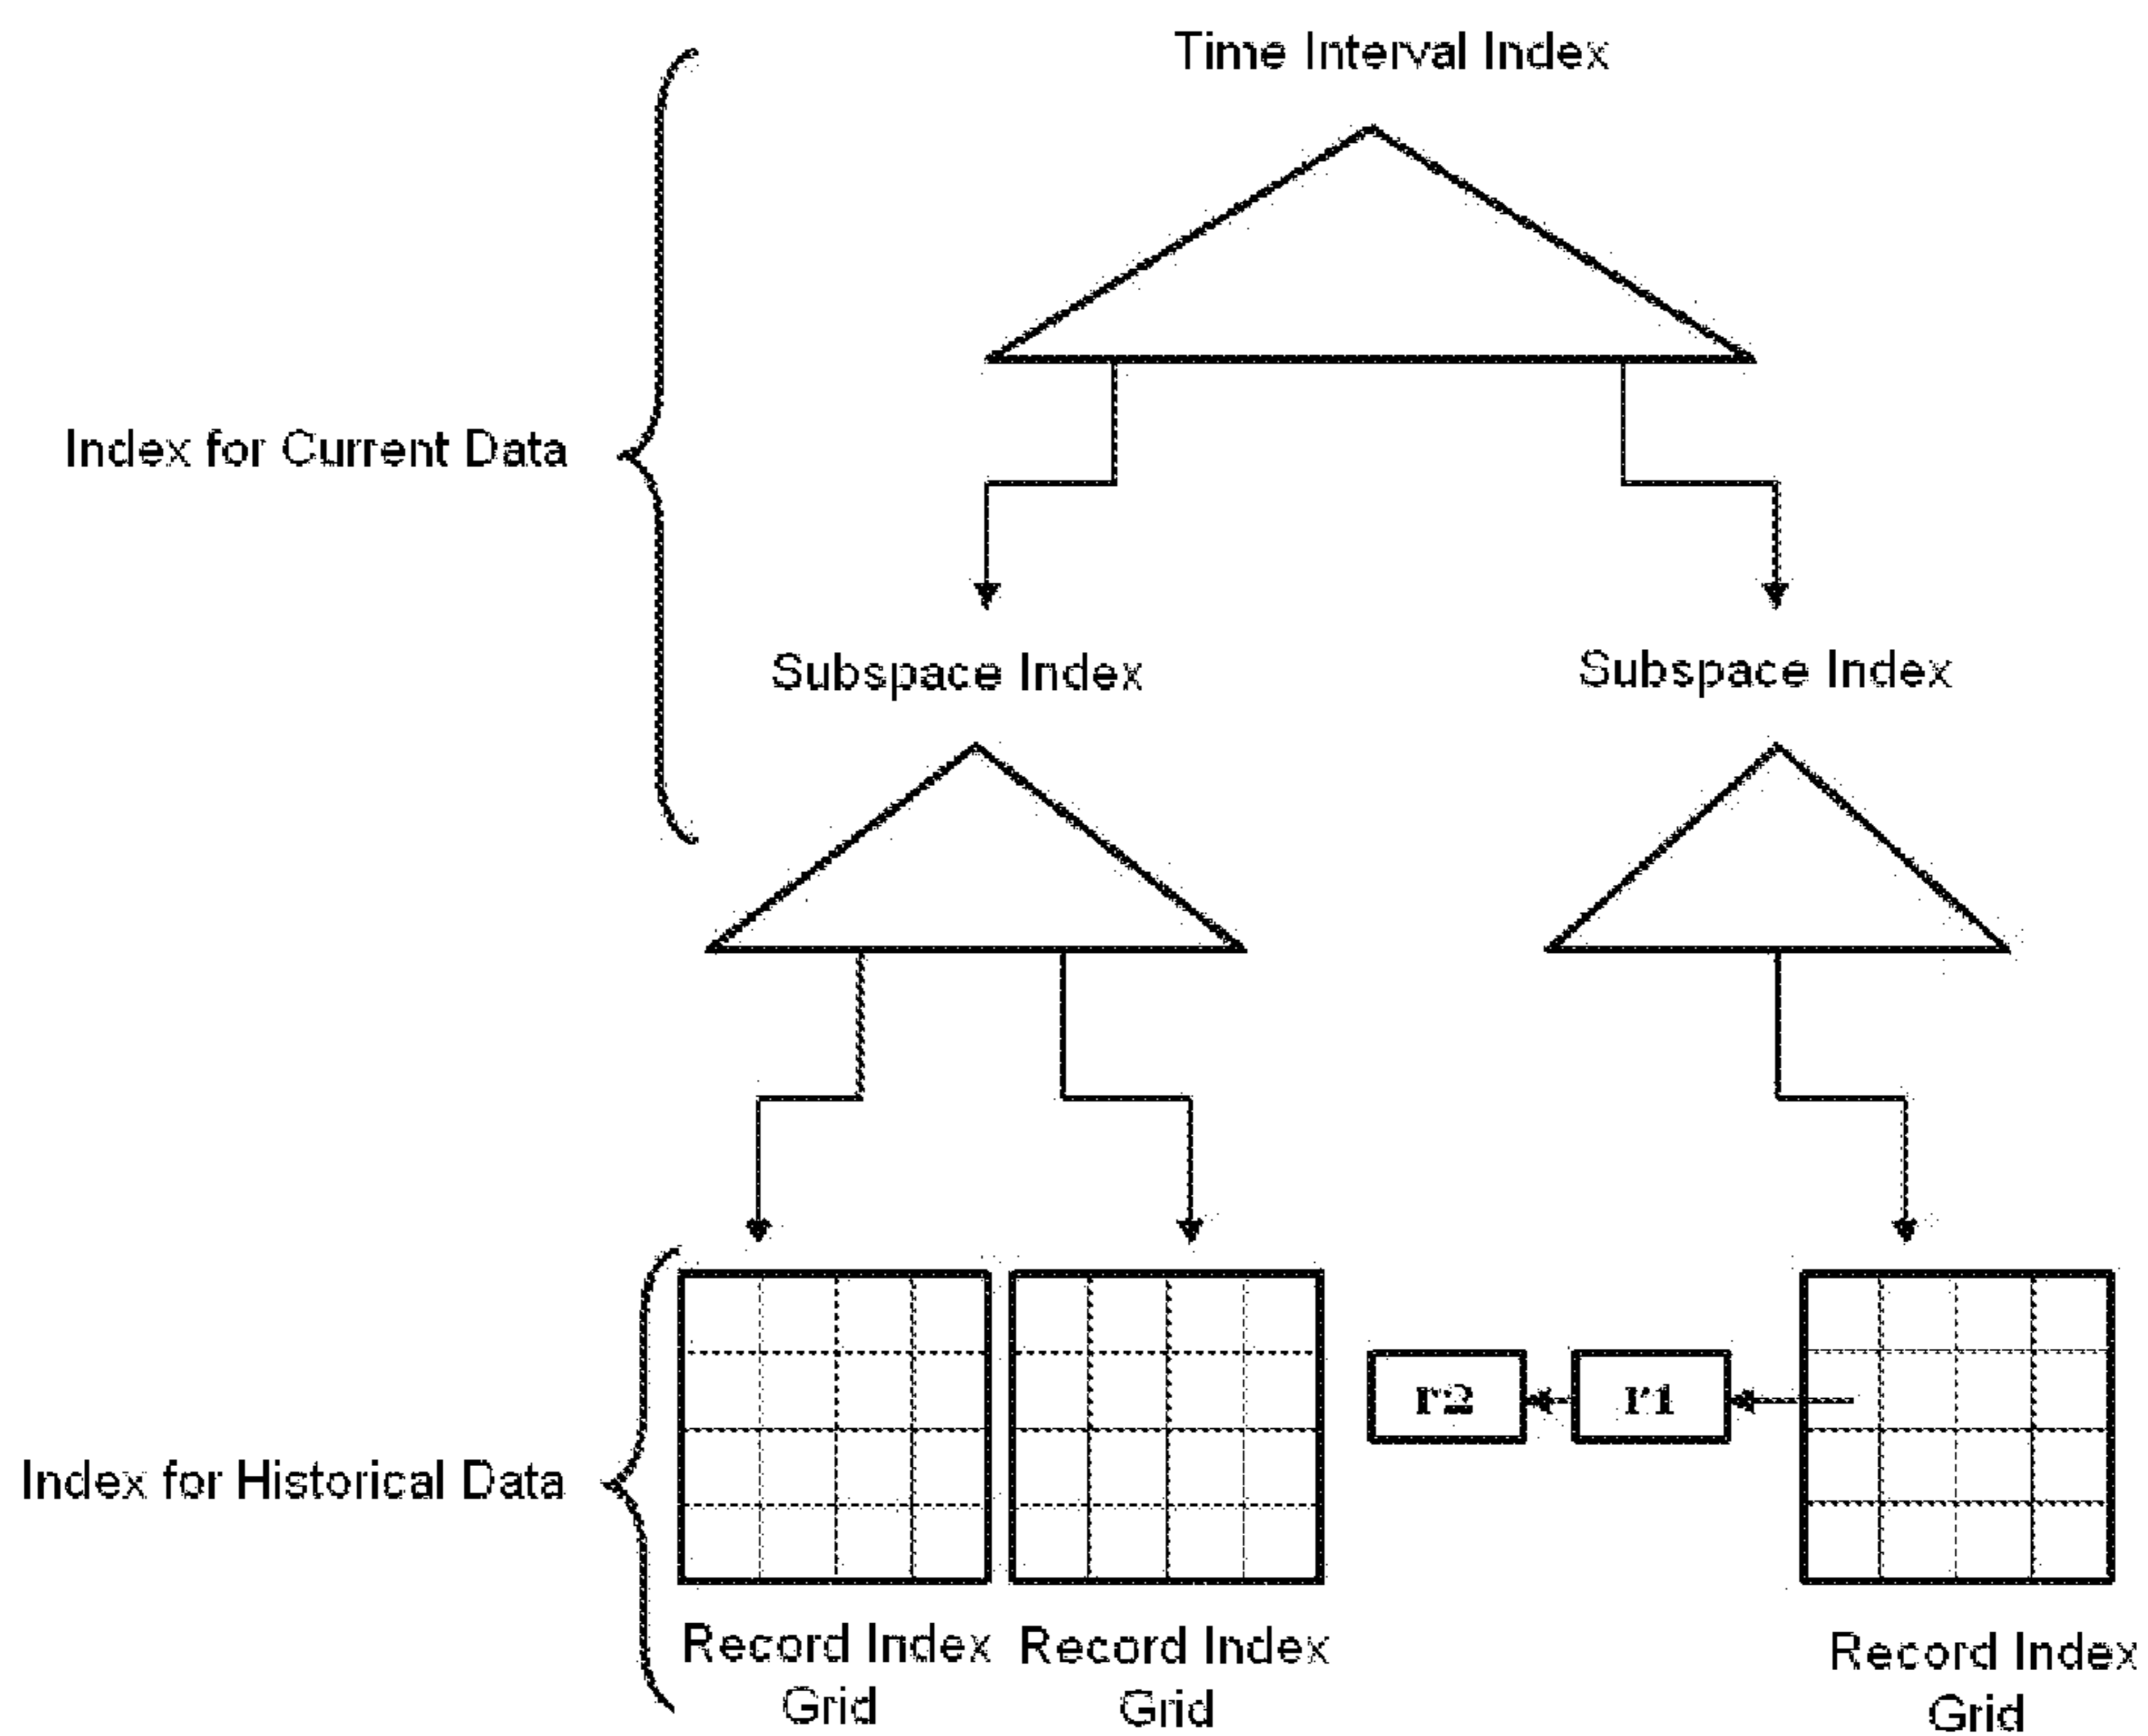 Time Interval Index
Index for Current Data
Subspace Index
Subspace Index
r2
r1
Index for Historical Data
Record Index
Grid
Record Index
Grid
Record Index
Grid